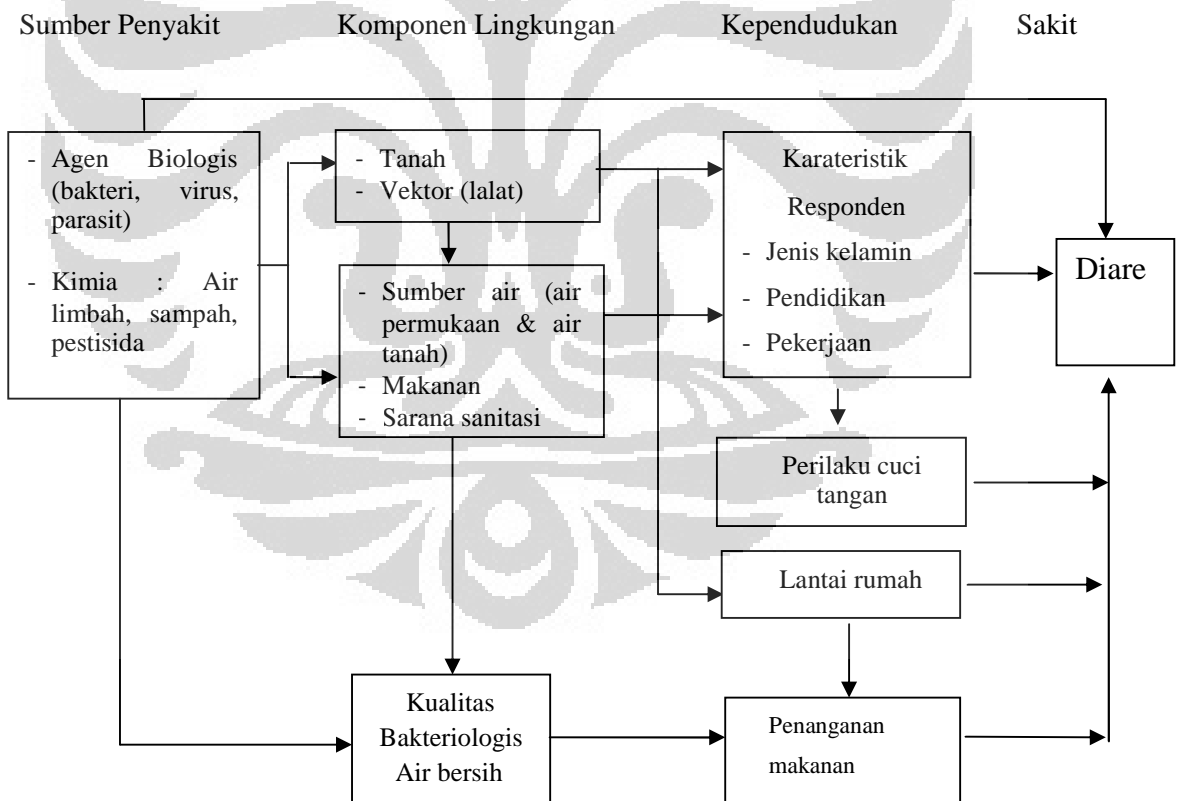 Sumber Penyakit
Komponen Lingkungan
Kependudukan
Sakit
- Agen Biologis
(bakteri, virus,
parasit)
- Kimia : Air
limbah, sampah,
pestisida
- Tanah
- Vektor (lalat)
- Sumber air (air
permukaan & air
tanah)
- Makanan
- Sarana sanitasi
Kualitas
Bakteriologis
Air bersih
Karateristik
Responden
- Jenis kelamin
- Pendidikan
- Pekerjaan
Perilaku cuci
tangan
Lantai rumah
Penanganan
makanan
Diare